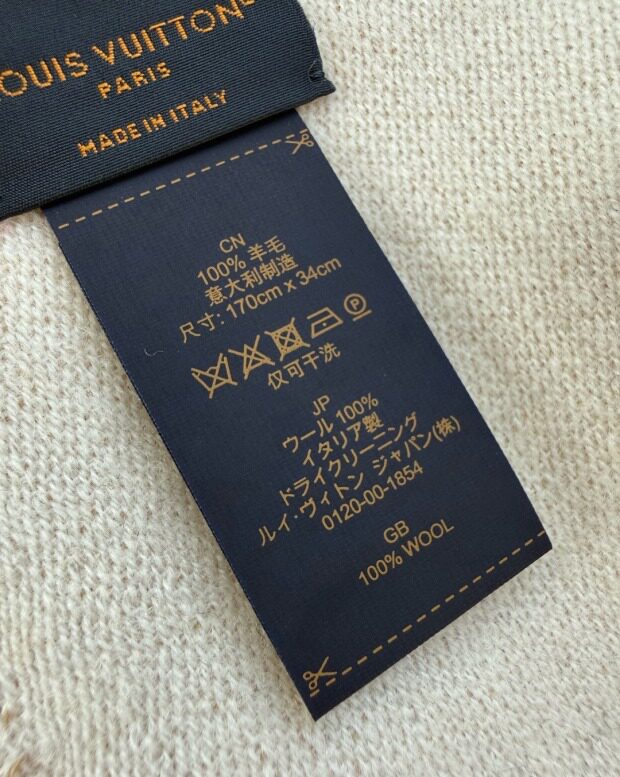 LOUIS VUITTON
PARIS
MADE IN ITALY
CN
100% 羊毛
意大利制造
尺寸: 170cm x 34cm
P
仅可干洗
JP
ウール 100%
イタリア製
ドライクリーニング
ルイ・ヴィトン ジャパン(株)
0120-00-1854
GB
100% WOOL